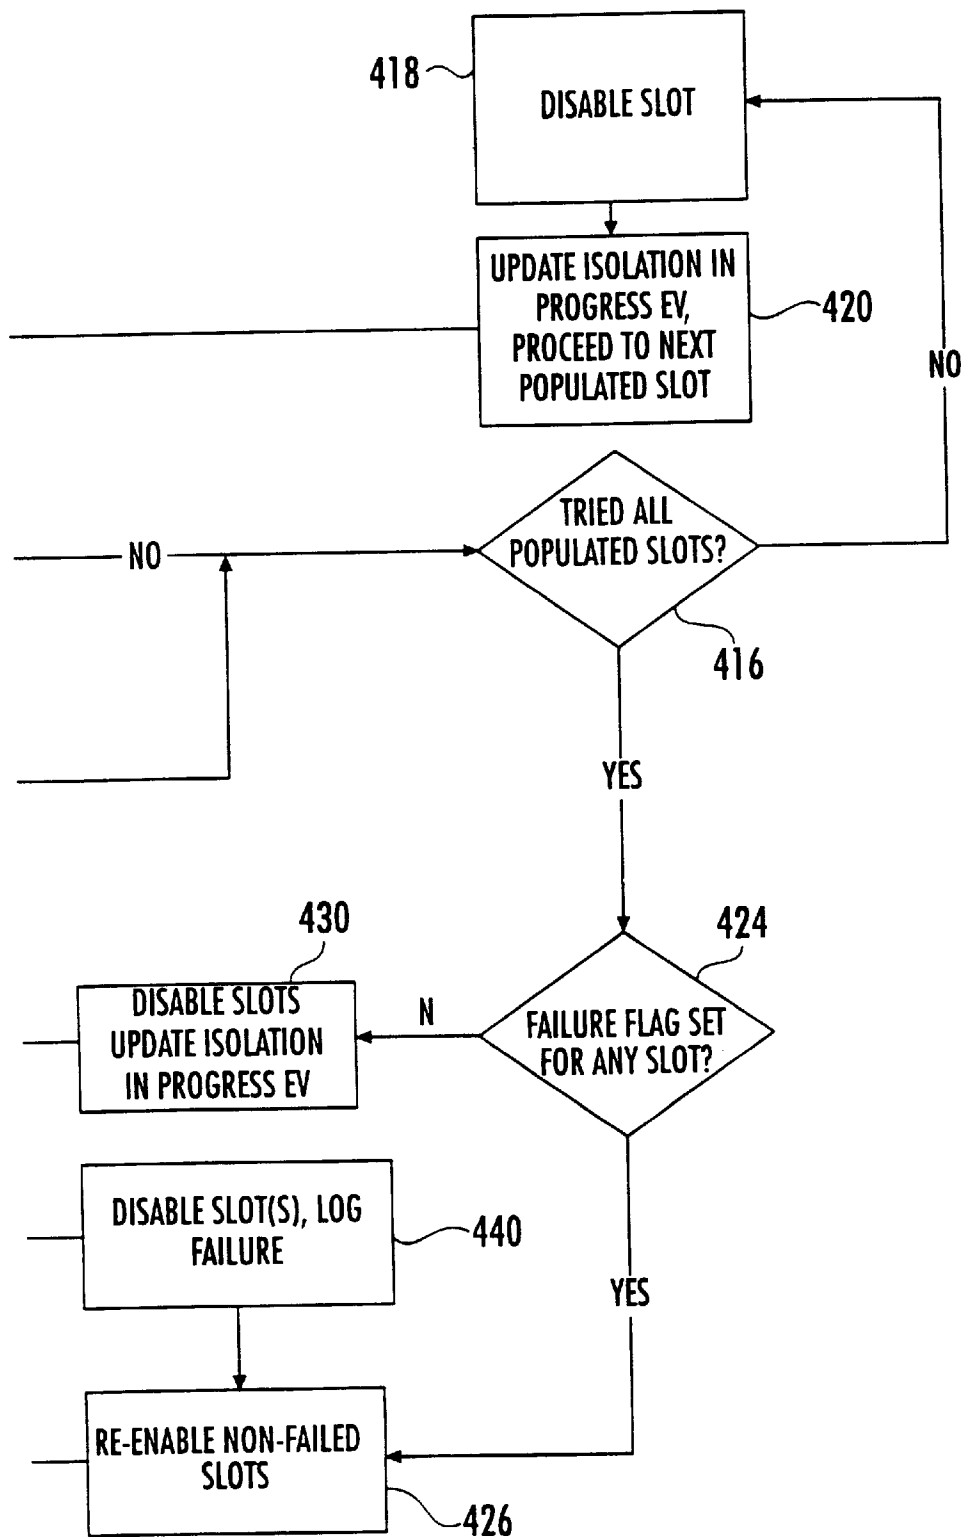 418
DISABLE SLOT
UPDATE ISOLATION IN
PROGRESS EV,
PROCEED TO NEXT
POPULATED SLOT
420
NO
TRIED ALL
POPULATED SLOTS?
NO
416
YES
430
424
DISABLE SLOTS
UPDATE ISOLATION
IN PROGRESS EV
N
FAILURE FLAG SET
FOR ANY SLOT?
DISABLE SLOT(S), LOG
FAILURE
440
YES
RE-ENABLE NON-FAILED
SLOTS
426